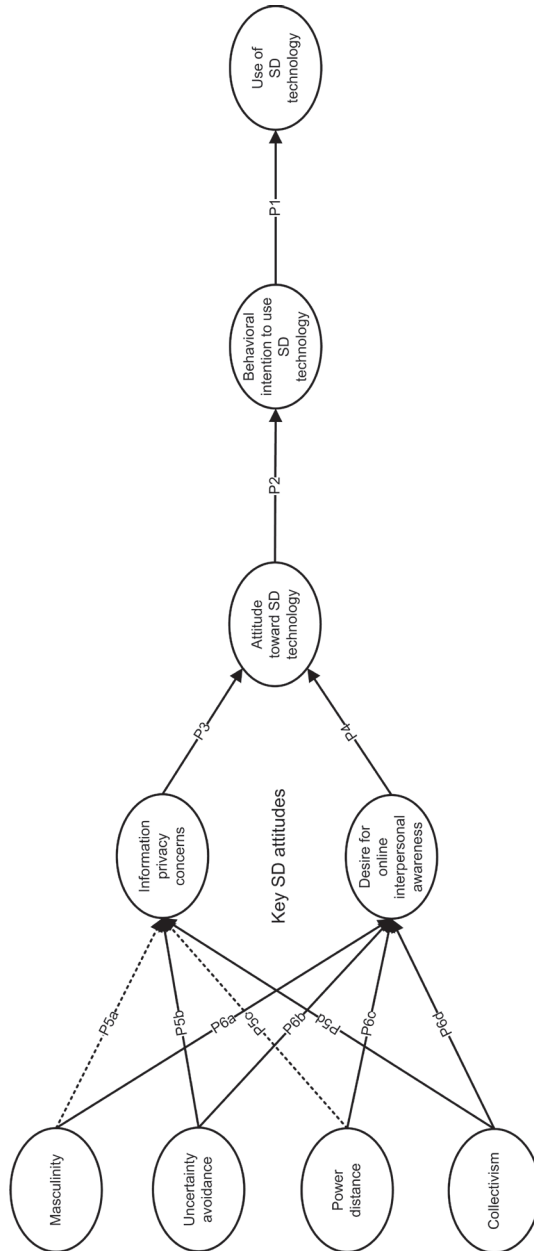 Masculinity
Uncertainty
avoidance
Power
distance
Collectivism
P5a
P6a
P5b
P5c
P6b
P5d
P6c
P6d
Information
privacy
concerns
Key SD attitudes
Desire for
online
interpersonal
awareness
P3
P4
Attitude
toward SD
technology
P2
Behavioral
intention to use
SD
technology
P1
Use of
SD
technology